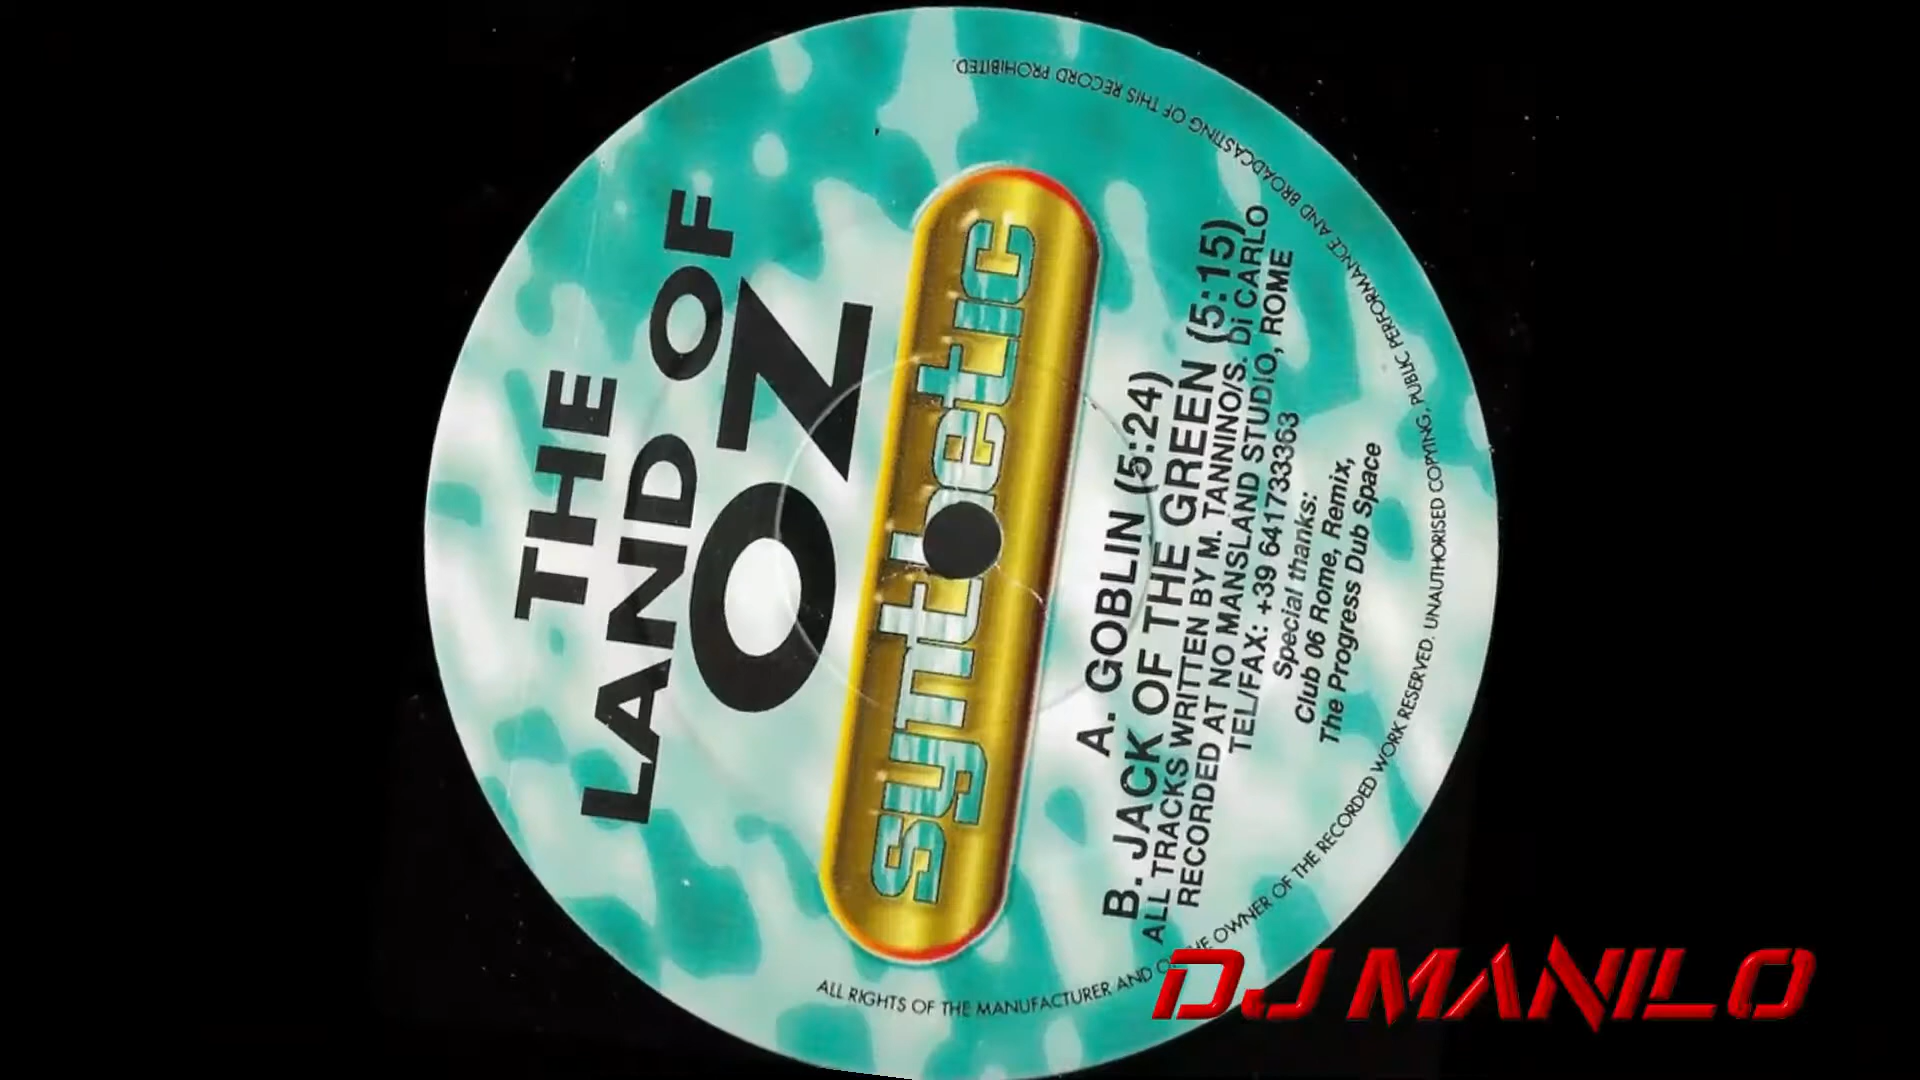 THE
LAND OF
OZ
synthetic
A. GOBLIN (5:24)
B. JACK OF THE GREEN (5:15)
ALL TRACKS WRITTEN BY M. TANNINO/S. Di CARLO
RECORDED AT NO MANSLAND STUDIO, ROME
TEL/FAX: +39 641733363
Special thanks:
Club 06 Rome, Remix,
The Progress Dub Space
ALL RIGHTS OF THE MANUFACTURER AND OF THE OWNER OF THE RECORDED WORK RESERVED. UNAUTHORISED COPYING, PUBLIC PERFORMANCE AND BROADCASTING OF THIS RECORD PROHIBITED.
DJ MANILO